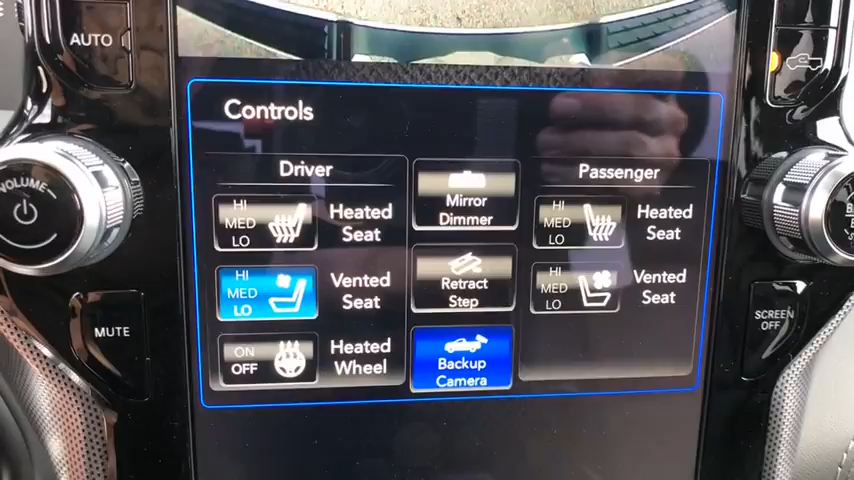 AUTO
Controls
Driver
HI
MED
LO
Heated
Seat
HI
MED
LO
Vented
Seat
ON
OFF
Heated
Wheel
Mirror
Dimmer
Retract
Step
Backup
Camera
Passenger
HI
MED
LO
Heated
Seat
HI
MED
LO
Vented
Seat
VOLUME
MUTE
SCREEN
OFF